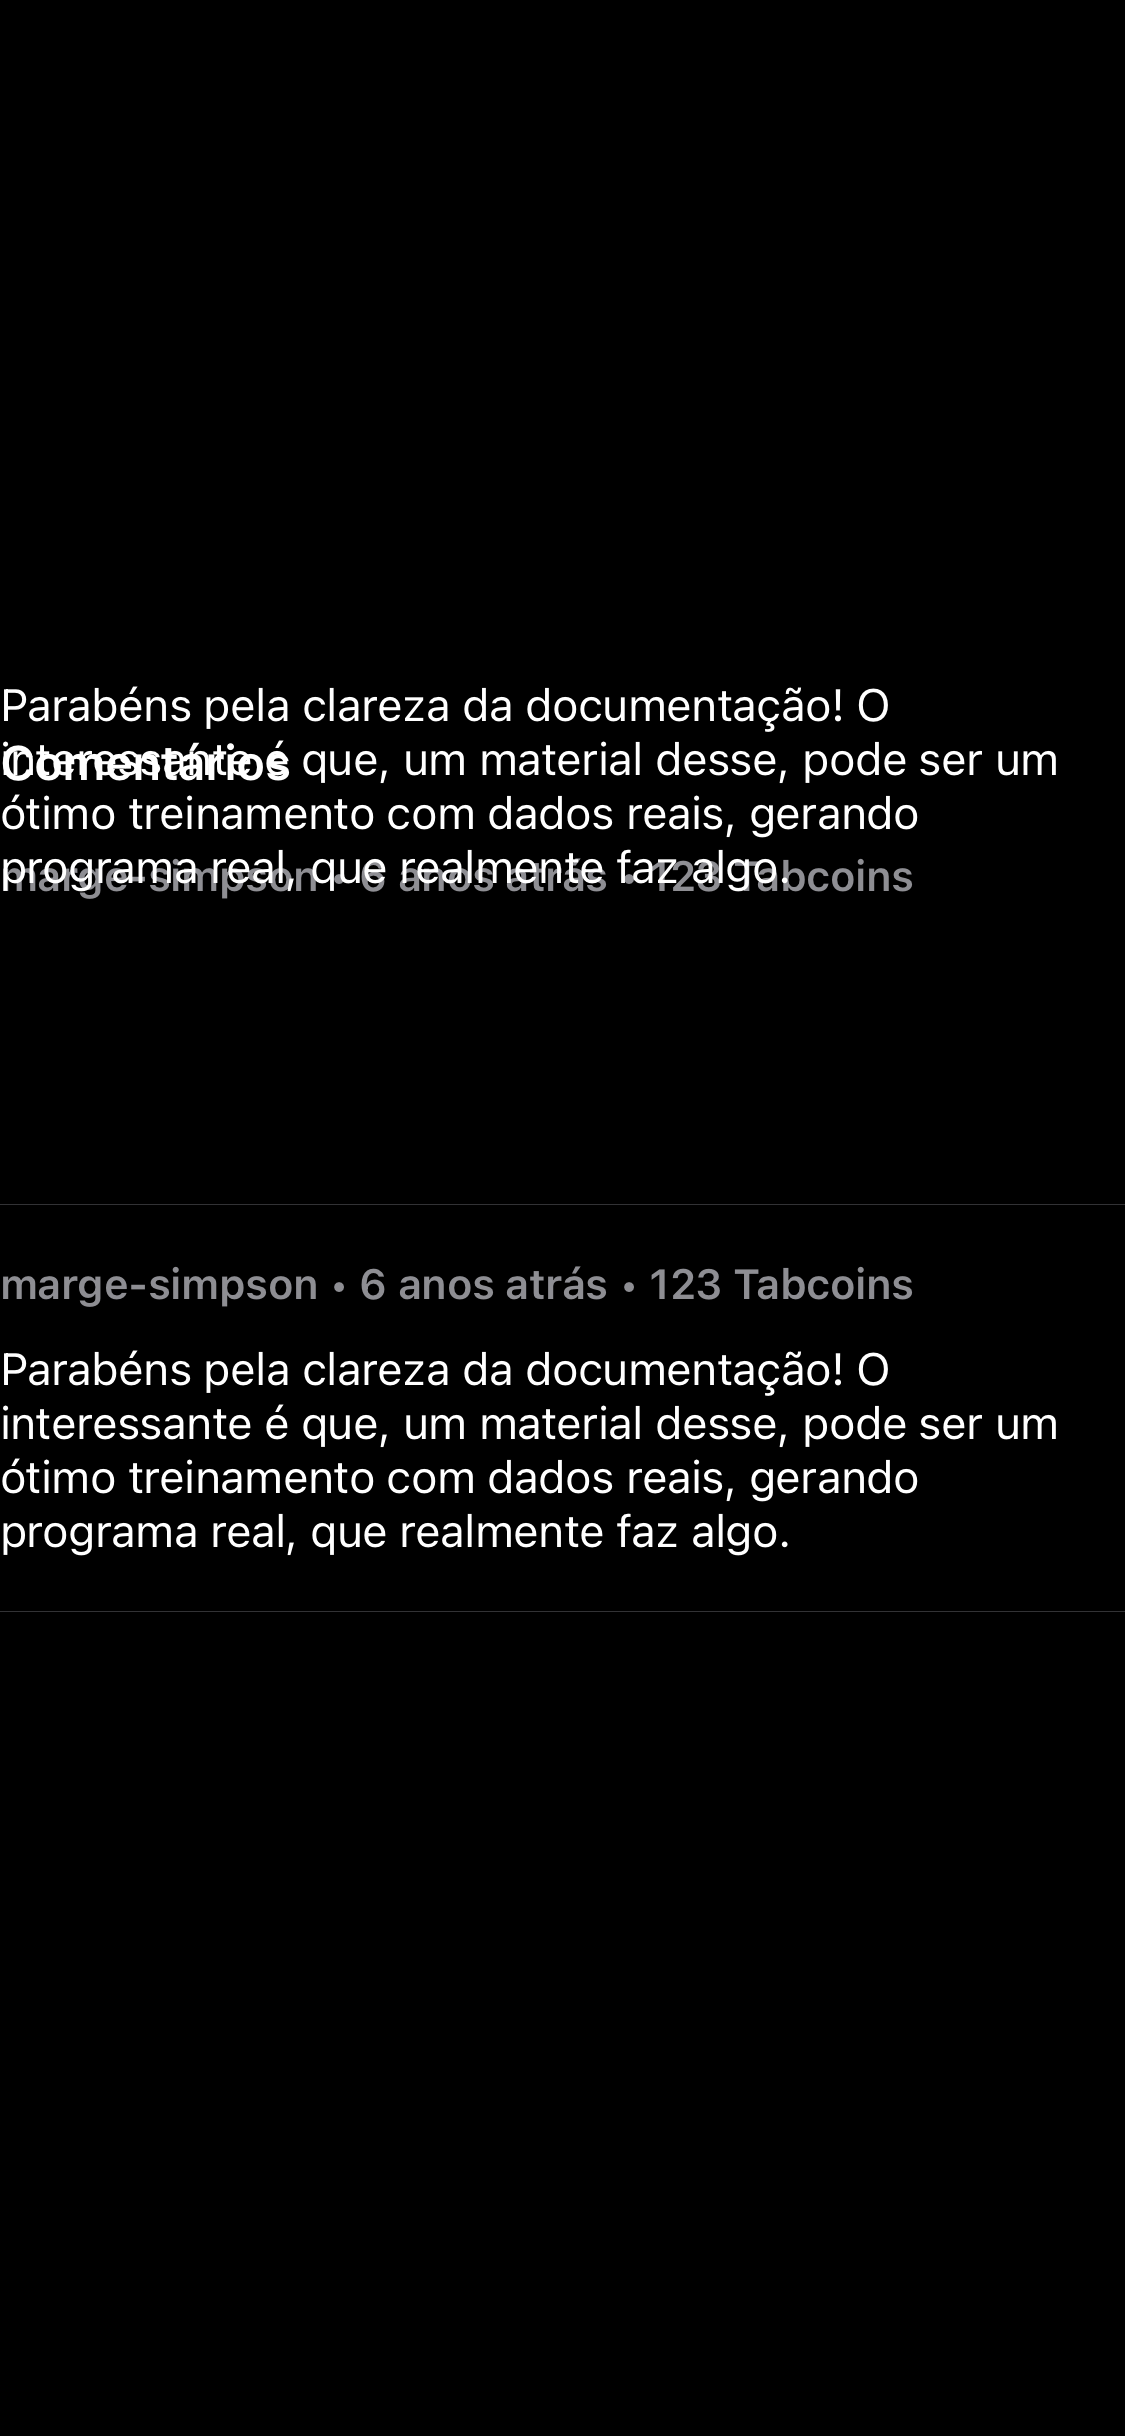 Parabéns pela clareza da documentação! O
interessante é que, um material desse, pode ser um
Comentários
ótimo treinamento com dados reais, gerando
programa real, que realmente faz algo.
marge-simpson • 6 anos atrás • 123 Tabcoins
marge-simpson • 6 anos atrás • 123 Tabcoins
Parabéns pela clareza da documentação! O
interessante é que, um material desse, pode ser um
ótimo treinamento com dados reais, gerando
programa real, que realmente faz algo.